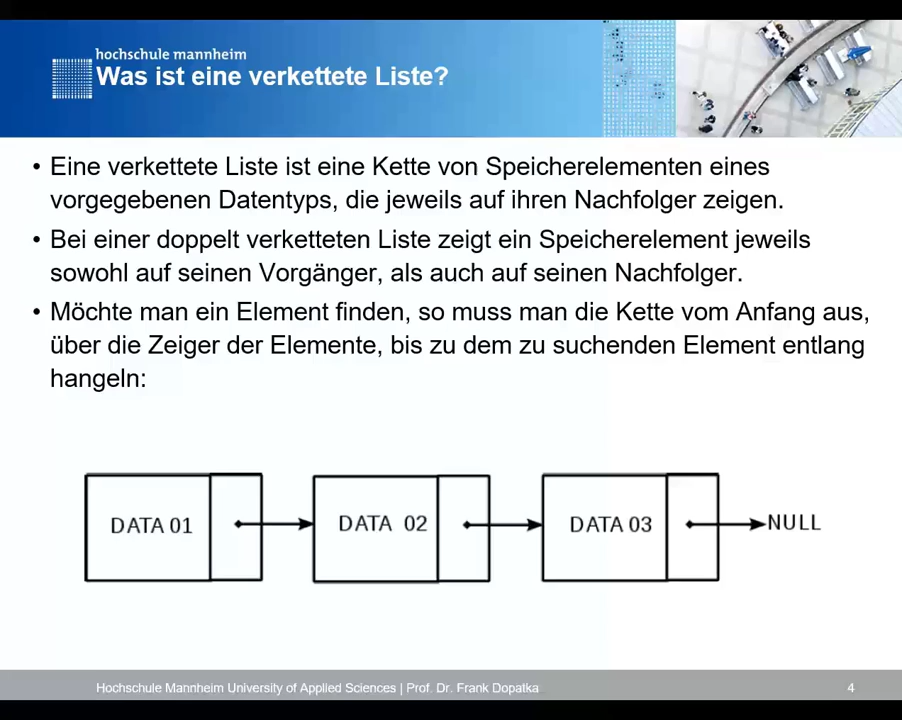 hochschule mannheim
Was ist eine verkettete Liste?
• Eine verkettete Liste ist eine Kette von Speicherelementen eines
vorgegebenen Datentyps, die jeweils auf ihren Nachfolger zeigen.
• Bei einer doppelt verketteten Liste zeigt ein Speicherelement jeweils
sowohl auf seinen Vorgänger, als auch auf seinen Nachfolger.
• Möchte man ein Element finden, so muss man die Kette vom Anfang aus,
über die Zeiger der Elemente, bis zu dem zu suchenden Element entlang
hangeln:
DATA 01
DATA 02
DATA 03
NULL
Hochschule Mannheim University of Applied Sciences | Prof. Dr. Frank Dopatka
4